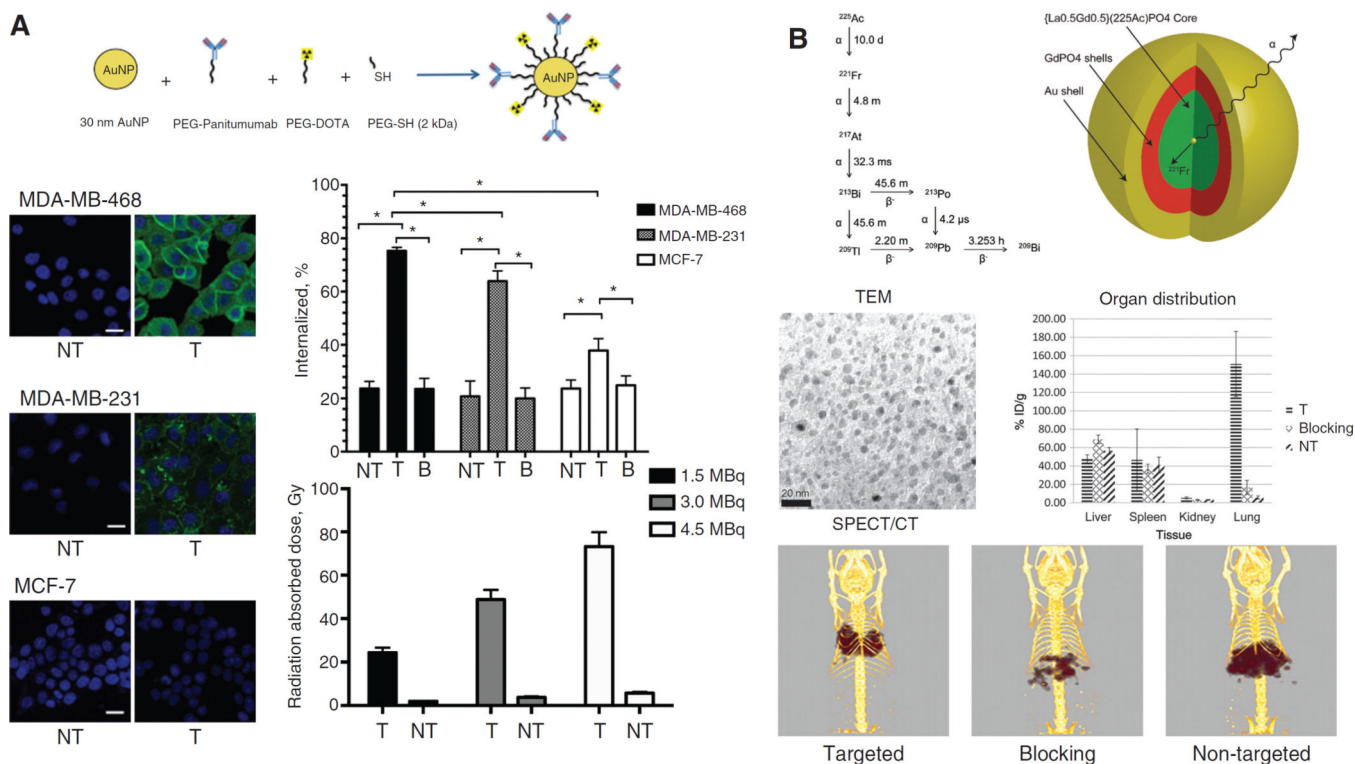 A
AuNP
+
+
+
SH
AuNP
30 nm AuNP
PEG-Panitumumab
PEG-DOTA
PEG-SH (2 kDa)
MDA-MB-468
NT
T
MDA-MB-231
NT
T
MCF-7
NT
T
Internalized, %
100
80
60
40
20
0
*
*
*
*
*
*
*
*
MDA-MB-468
MDA-MB-231
MCF-7
NT T B NT T B NT T B
Radiation absorbed dose, Gy
100
80
60
40
20
0
1.5 MBq
3.0 MBq
4.5 MBq
T NT T NT T NT
B
225Ac
α 10.0 d
221Fr
α 4.8 m
217At
α 32.3 ms
213Bi 45.6 m β- 213Po
α 45.6 m α 4.2 µs
209Tl 2.20 m β- 209Pb 3.253 h β- 209Bi
{La0.5Gd0.5}(225Ac)PO4 Core
GdPO4 shells
Au shell
α
221Fr
TEM
20 nm
Organ distribution
% ID/g
200.00
180.00
160.00
140.00
120.00
100.00
80.00
60.00
40.00
20.00
0.00
Liver Spleen Kidney Lung
Tissue
T
Blocking
NT
SPECT/CT
Targeted
Blocking
Non-targeted